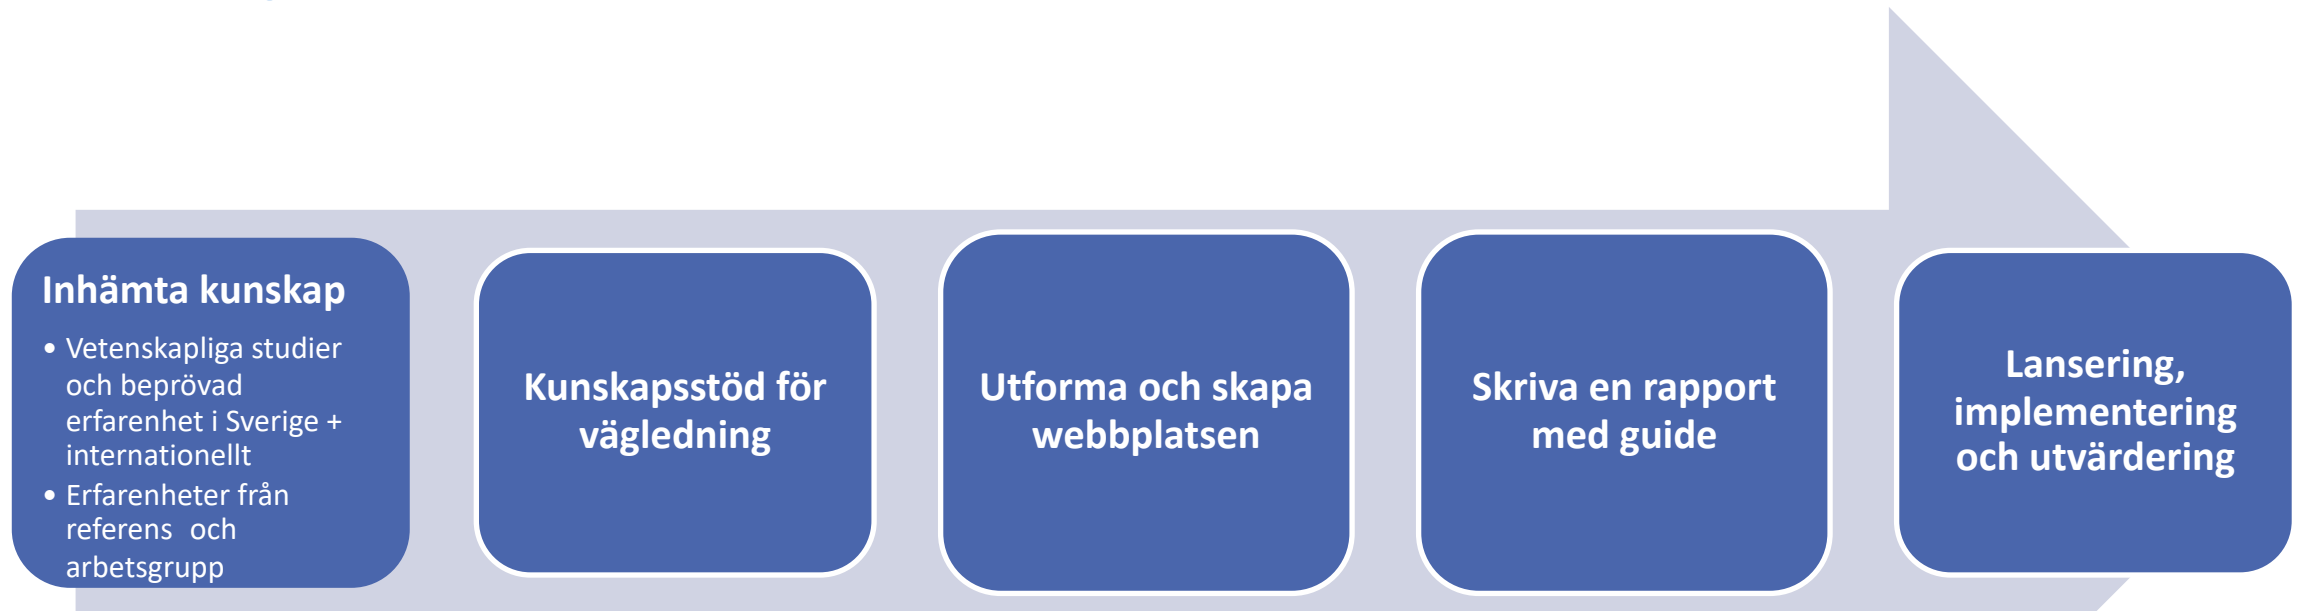 Inhämta kunskap
• Vetenskapliga studier
och beprövad
erfarenhet i Sverige +
internationellt
• Erfarenheter från
referens och
arbetsgrupp
Kunskapsstöd för
vägledning
Utforma och skapa
webbplatsen
Skriva en rapport
med guide
Lansering,
implementering
och utvärdering